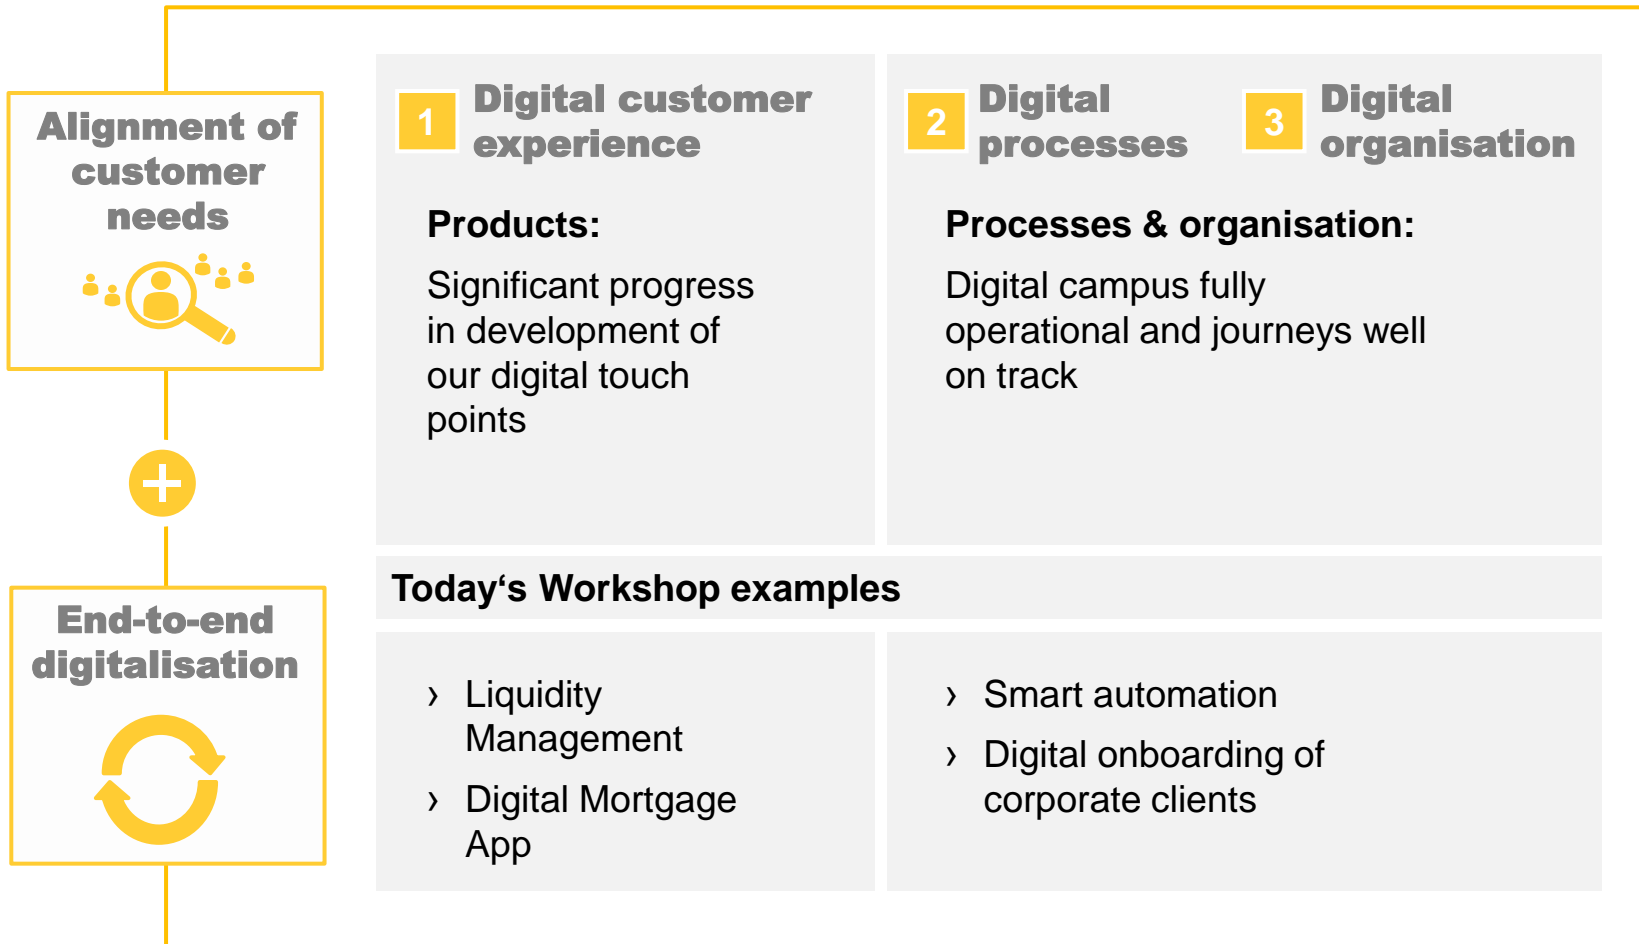 Alignment of
customer
needs
End-to-end
digitalisation
1
Digital customer
experience
Products:
Significant progress
in development of
our digital touch
points
2
Digital
processes
3
Digital
organisation
Processes & organisation:
Digital campus fully
operational and journeys well
on track
Today‘s Workshop examples
› Liquidity
Management
› Digital Mortgage
App
› Smart automation
› Digital onboarding of
corporate clients